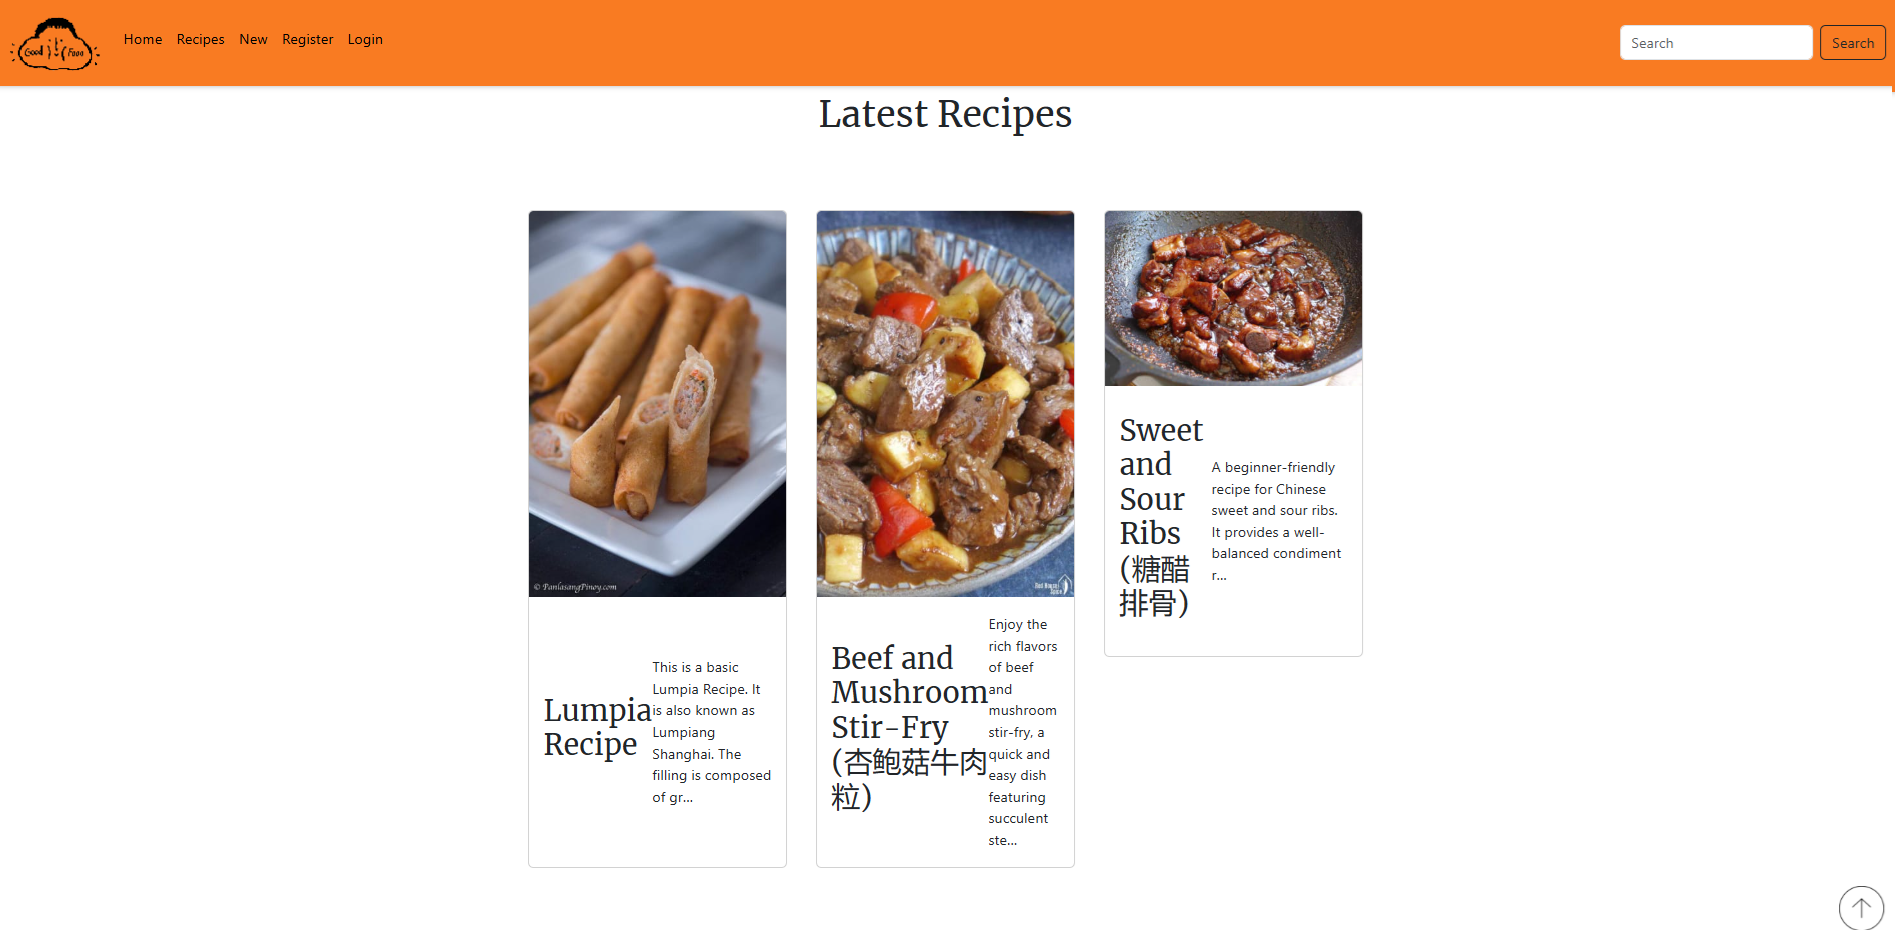 Good Food
Home Recipes New Register Login
Search Search
Latest Recipes
© PanlasangPinoy.com
Lumpia
Recipe
This is a basic
Lumpia Recipe. It
is also known as
Lumpiang
Shanghai. The
filling is composed
of gr...
Red House
Spice
Beef and
Mushroom
Stir-Fry
(杏鲍菇牛肉
粒)
Enjoy the
rich flavors
of beef
and
mushroom
stir-fry, a
quick and
easy dish
featuring
succulent
ste...
Sweet
and
Sour
Ribs
(糖醋
排骨)
A beginner-friendly
recipe for Chinese
sweet and sour ribs.
It provides a well-
balanced condiment
r...